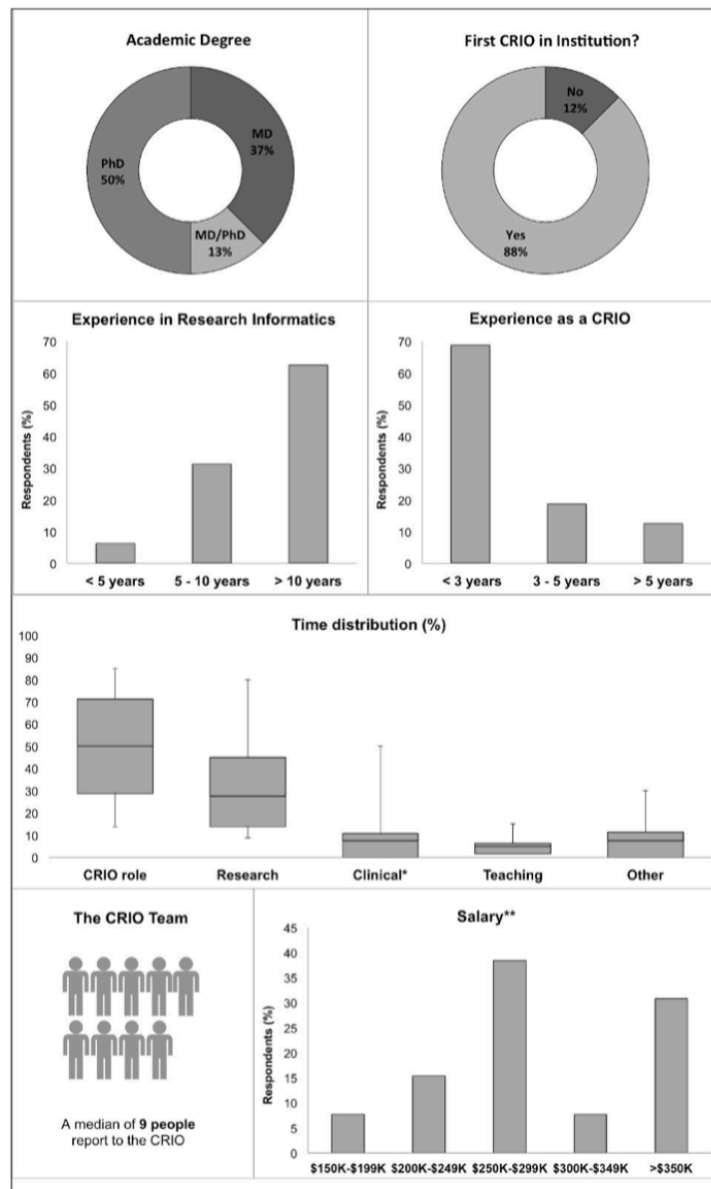 Academic Degree
MD
37%
MD/PhD
13%
PhD
50%
First CRIO in Institution?
No
12%
Yes
88%
Experience in Research Informatics
Respondents (%)
70
60
50
40
30
20
10
0
< 5 years
5 - 10 years
> 10 years
Experience as a CRIO
Respondents (%)
70
60
50
40
30
20
10
0
< 3 years
3 - 5 years
> 5 years
Time distribution (%)
100
90
80
70
60
50
40
30
20
10
0
CRIO role
Research
Clinical*
Teaching
Other
The CRIO Team
A median of 9 people
report to the CRIO
Salary**
Respondents (%)
45
40
35
30
25
20
15
10
5
0
$150K-$199K
$200K-$249K
$250K-$299K
$300K-$349K
>$350K